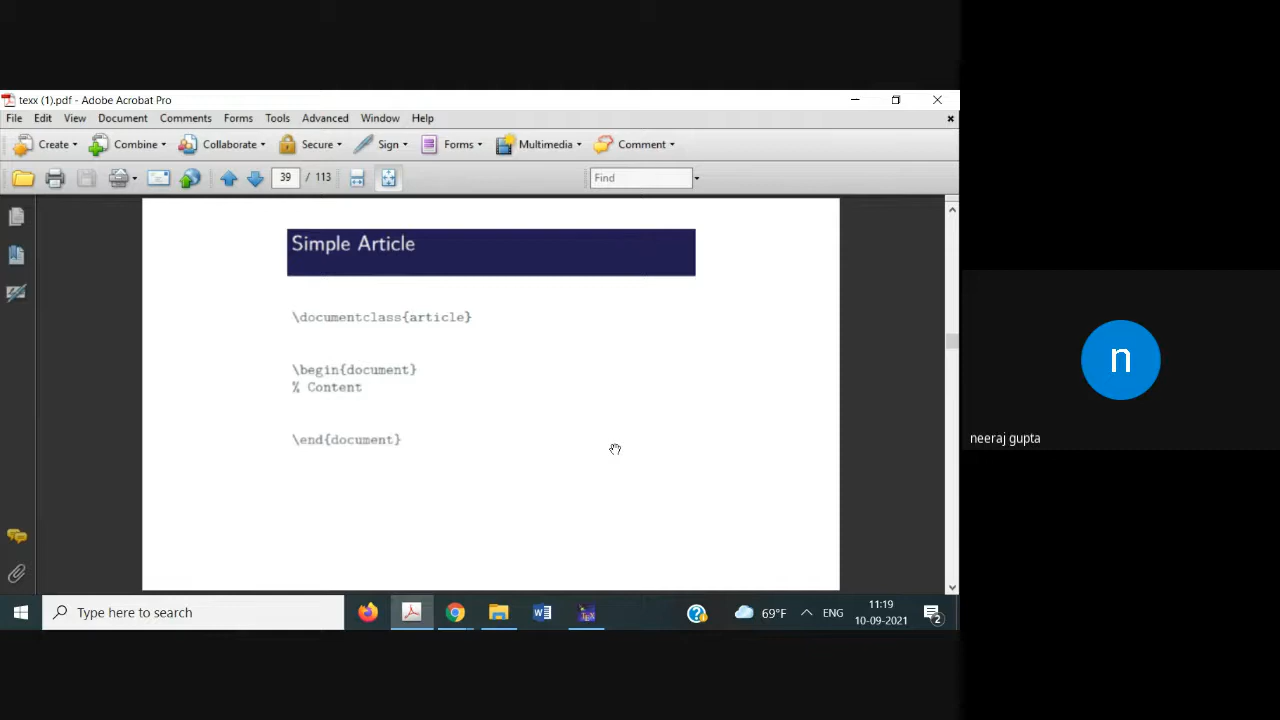 texx (1).pdf - Adobe Acrobat Pro
File Edit View Document Comments Forms Tools Advanced Window Help
Create Combine Collaborate Secure Sign Forms Multimedia Comment
39 / 113 Find
Simple Article
\documentclass{article}
\begin{document}
% Content
\end{document}
n
neeraj gupta
Type here to search
69°F ENG
11:19
10-09-2021
2